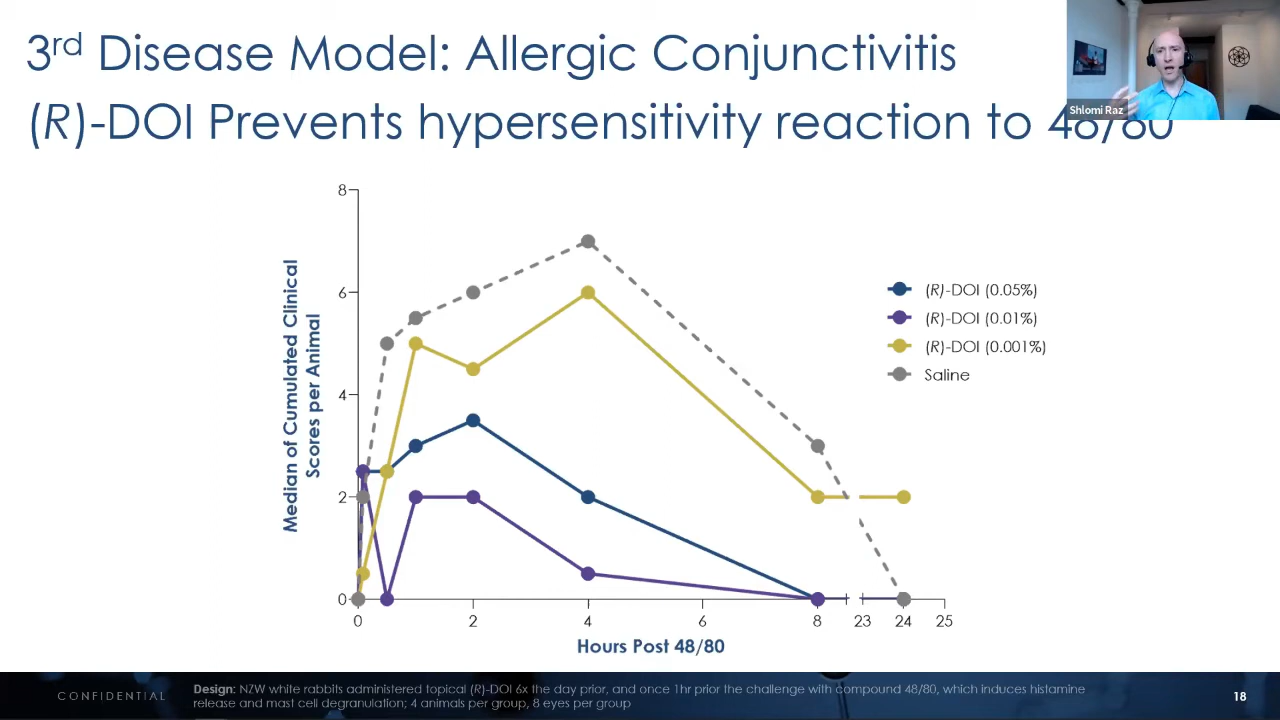 3rd Disease Model: Allergic Conjunctivitis
(R)-DOI Prevents hypersensitivity reaction to 48/80
Shlomi Raz
8
6
4
2
0
Median of Cumulated Clinical
Scores per Animal
(R)-DOI (0.05%)
(R)-DOI (0.01%)
(R)-DOI (0.001%)
Saline
0 2 4 6 8 23 24 25
Hours Post 48/80
CONFIDENTIAL
Design: NZW white rabbits administered topical (R)-DOI 6x the day prior, and once 1hr prior the challenge with compound 48/80, which induces histamine
release and mast cell degranulation; 4 animals per group, 8 eyes per group
18